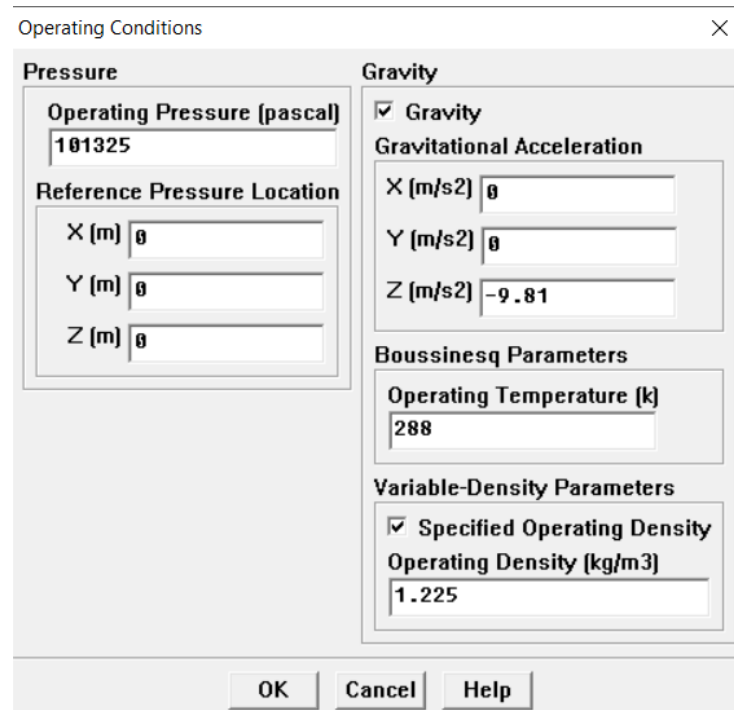 Operating Conditions
Pressure
Operating Pressure (pascal)
101325
Reference Pressure Location
X (m) 0
Y (m) 0
Z (m) 0
Gravity
Gravity
Gravitational Acceleration
X (m/s2) 0
Y (m/s2) 0
Z (m/s2) -9.81
Boussinesq Parameters
Operating Temperature (k)
288
Variable-Density Parameters
Specified Operating Density
Operating Density (kg/m3)
1.225
OK Cancel Help